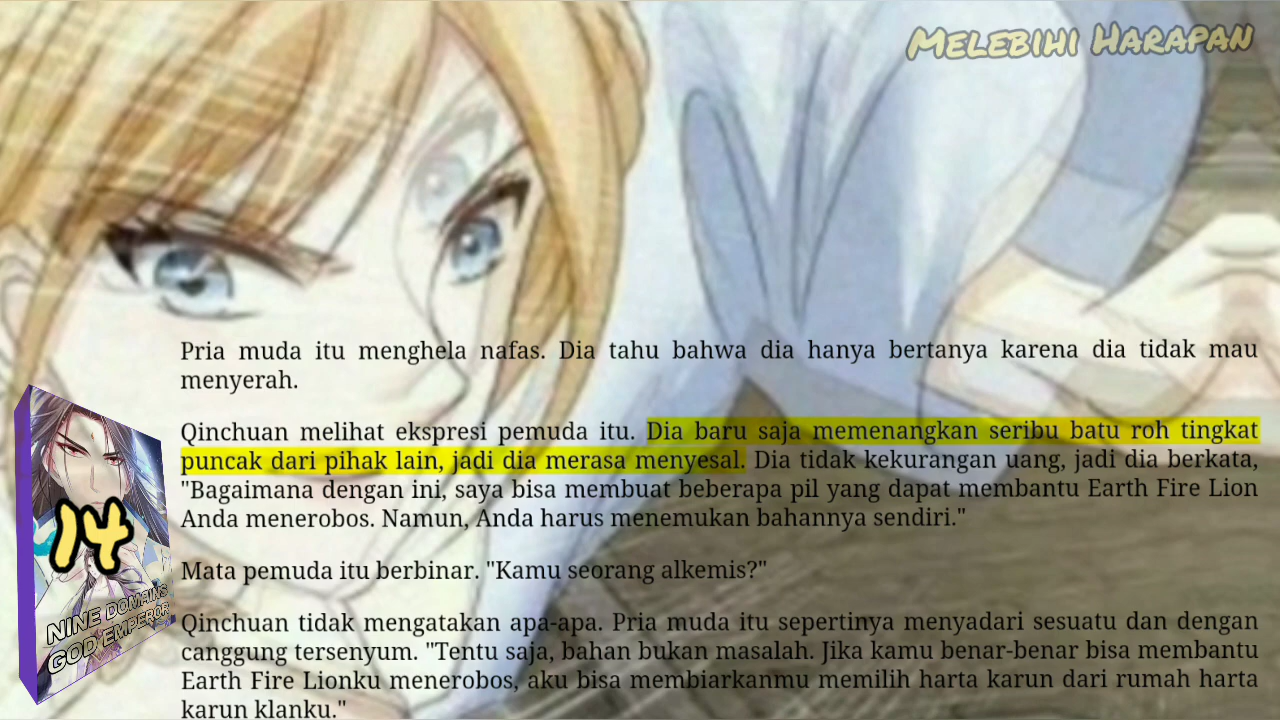 Melebihi Harapan
Pria muda itu menghela nafas. Dia tahu bahwa dia hanya bertanya karena dia tidak mau
menyerah.
Qinchuan melihat ekspresi pemuda itu. Dia baru saja memenangkan seribu batu roh tingkat
puncak dari pihak lain, jadi dia merasa menyesal. Dia tidak kekurangan uang, jadi dia berkata,
"Bagaimana dengan ini, saya bisa membuat beberapa pil yang dapat membantu Earth Fire Lion
Anda menerobos. Namun, Anda harus menemukan bahannya sendiri."
Mata pemuda itu berbinar. "Kamu seorang alkemis?"
Qinchuan tidak mengatakan apa-apa. Pria muda itu sepertinya menyadari sesuatu dan dengan
canggung tersenyum. "Tentu saja, bahan bukan masalah. Jika kamu benar-benar bisa membantu
Earth Fire Lionku menerobos, aku bisa membiarkanmu memilih harta karun dari rumah harta
karun klanku."
14
NINE DOMAINS
GOD EMPEROR